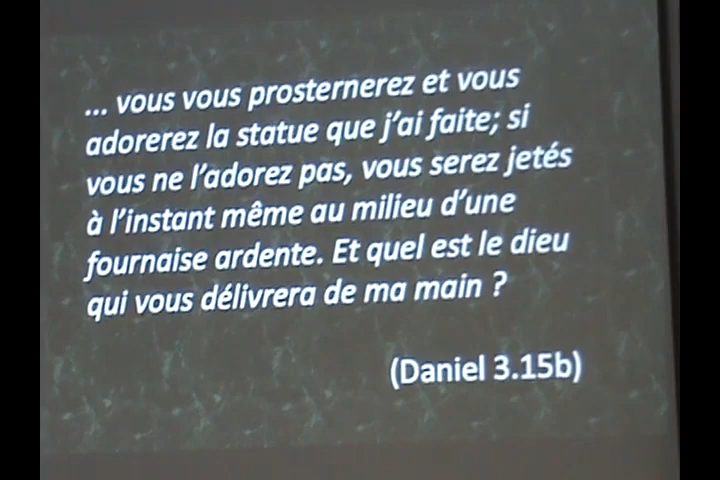 ... vous vous prosternerez et vous
adorerez la statue que j'ai faite; si
vous ne l'adorez pas, vous serez jetés
à l'instant même au milieu d'une
fournaise ardente. Et quel est le dieu
qui vous délivrera de ma main ?
(Daniel 3.15b)